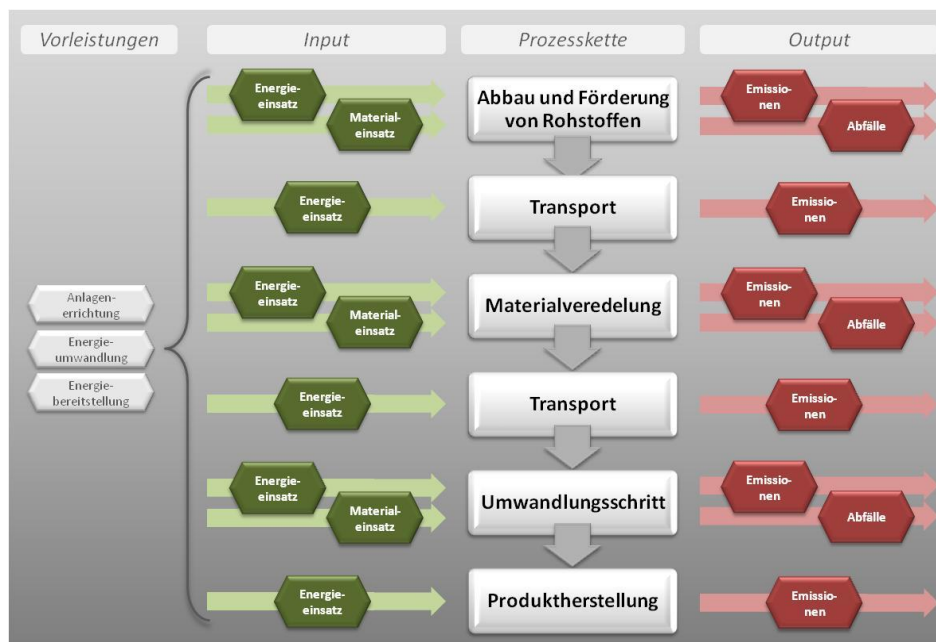 Vorleistungen
Input
Prozesskette
Output
Energie-
einsatz
Material-
einsatz
Abbau und Förderung
von Rohstoffen
Emissio-
nen
Abfälle
Energie-
einsatz
Transport
Emissio-
nen
Anlagen-
errichtung
Energie-
umwandlung
Energie-
bereitstellung
Energie-
einsatz
Material-
einsatz
Materialveredelung
Emissio-
nen
Abfälle
Energie-
einsatz
Transport
Emissio-
nen
Energie-
einsatz
Material-
einsatz
Umwandlungsschritt
Emissio-
nen
Abfälle
Energie-
einsatz
Produktherstellung
Emissio-
nen